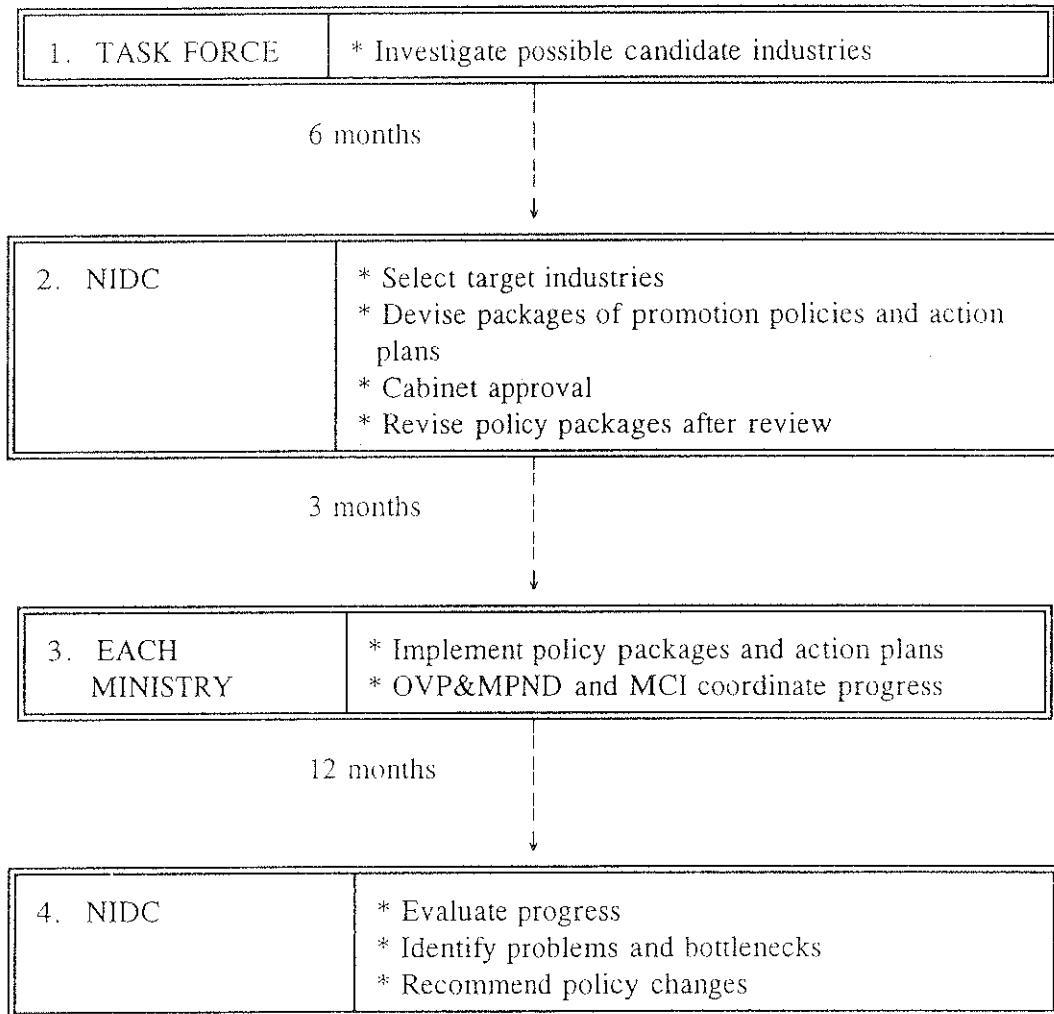 1. TASK FORCE * Investigate possible candidate industries
6 months
2. NIDC * Select target industries
* Devise packages of promotion policies and action
plans
* Cabinet approval
* Revise policy packages after review
3 months
3. EACH * Implement policy packages and action plans
MINISTRY * OVP&MPND and MCI coordinate progress
12 months
4. NIDC * Evaluate progress
* Identify problems and bottlenecks
* Recommend policy changes